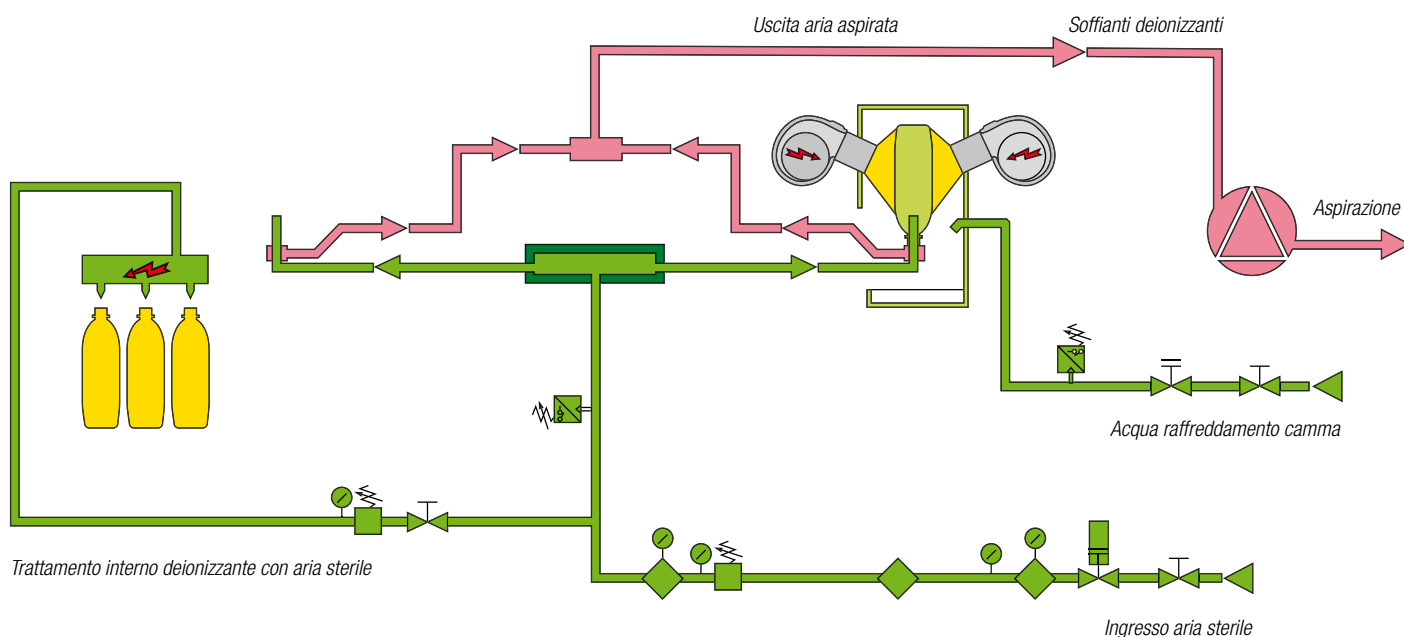 Uscita aria aspirata
Soffianti deionizzanti
Aspirazione
Acqua raffreddamento camma
Trattamento interno deionizzante con aria sterile
Ingresso aria sterile